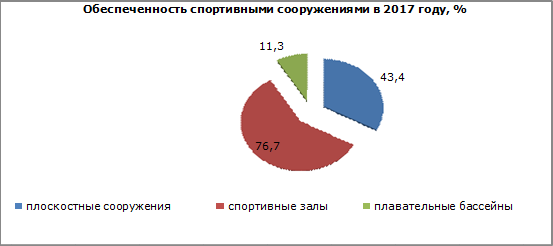 Обеспеченность спортивными сооружениями в 2017 году, %
11,3
43,4
76,7
плоскостные сооружения
спортивные залы
плавательные бассейны